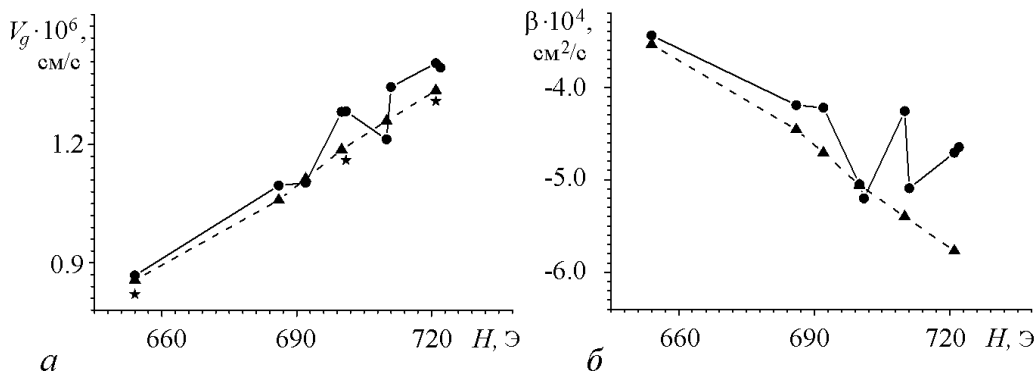 V_g · 10⁶,
см/с
1.2
0.9
660 690 720 H, Э
а
β·10⁴,
см²/с
-4.0
-5.0
-6.0
660 690 720 H, Э
б